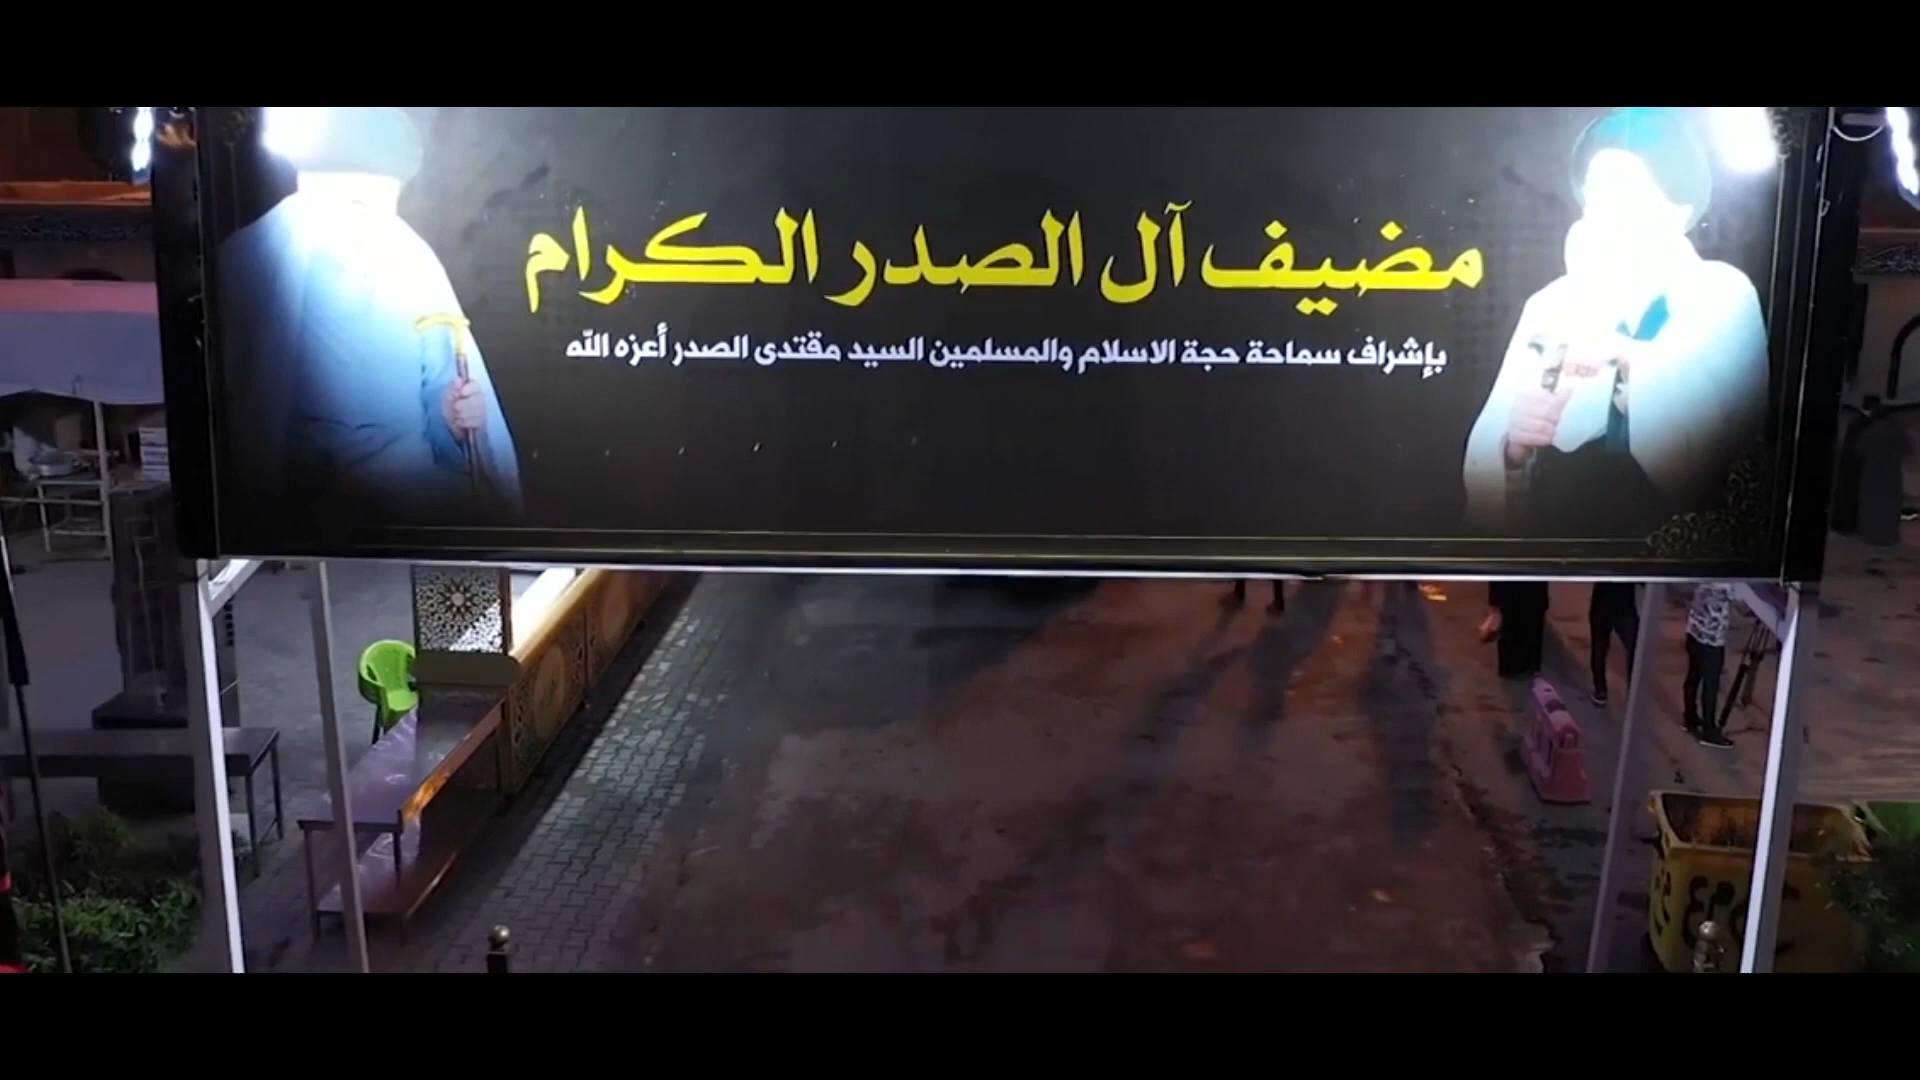 مضيف آل الصدر الكرام
بإشراف سماحة حجة الاسلام والمسلمين السيد مقتدى الصدر أعزه الله